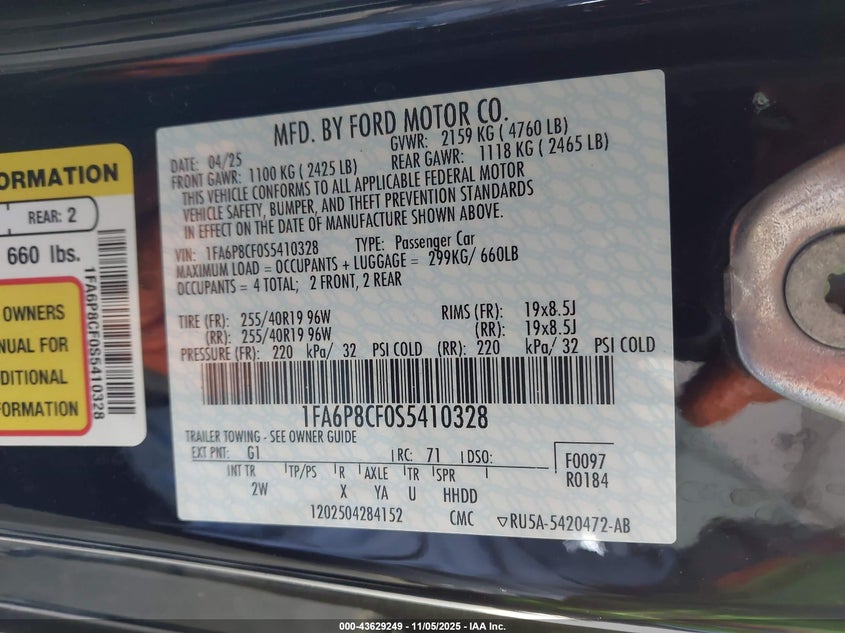 ORMATION
REAR: 2
660 lbs.
OWNERS
NUAL FOR
DITIONAL
FORMATION
1FA6P8CF0S5410328
MFD. BY FORD MOTOR CO.
DATE: 04/25 GVWR: 2159 KG ( 4760 LB)
FRONT GAWR: 1100 KG ( 2425 LB) REAR GAWR: 1118 KG ( 2465 LB)
THIS VEHICLE CONFORMS TO ALL APPLICABLE FEDERAL MOTOR
VEHICLE SAFETY, BUMPER, AND THEFT PREVENTION STANDARDS
IN EFFECT ON THE DATE OF MANUFACTURE SHOWN ABOVE.
VIN: 1FA6P8CF0S5410328 TYPE: Passenger Car
MAXIMUM LOAD = OCCUPANTS + LUGGAGE = 299KG/ 660LB
OCCUPANTS = 4 TOTAL; 2 FRONT, 2 REAR
TIRE (FR): 255/40R19 96W RIMS (FR): 19x8.5J
(RR): 255/40R19 96W (RR): 19x8.5J
PRESSURE (FR): 220 kPa/ 32 PSI COLD (RR): 220 kPa/ 32 PSI COLD
1FA6P8CF0S5410328
TRAILER TOWING - SEE OWNER GUIDE
EXT PNT: G1 RC: 71 DSO: F0097
R0184
INT TR TP/PS R AXLE TR SPR
2W X YA U HHDD
1202504284152 CMC RU5A-5420472-AB
000-43629249 - 11/05/2025 - IAA Inc.